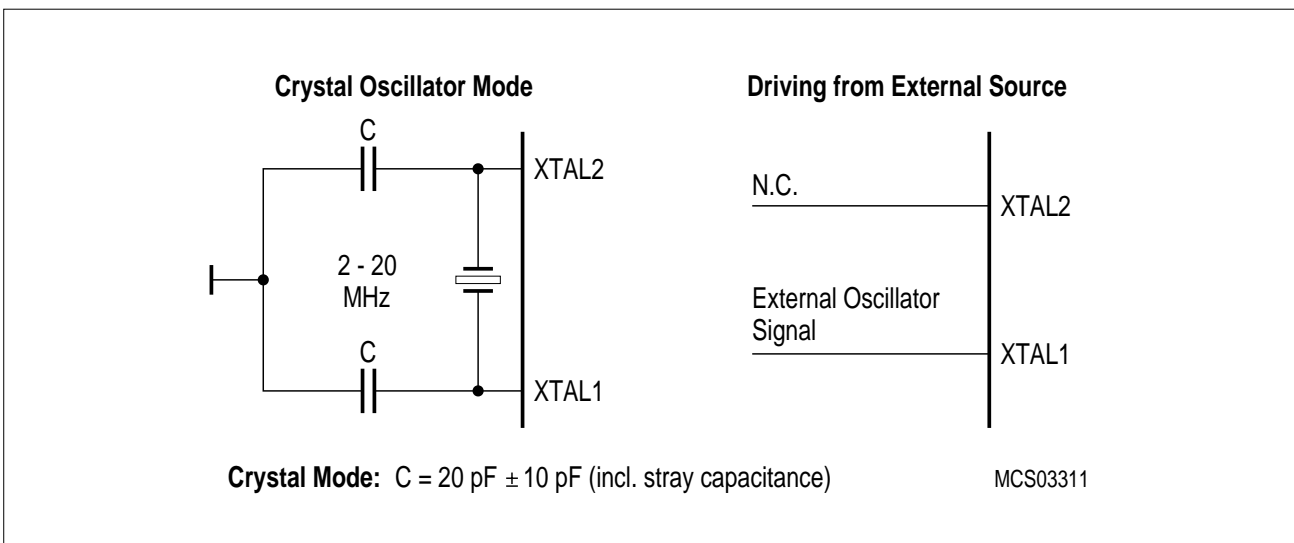 Crystal Oscillator Mode
C
XTAL2
2 - 20
MHz
C
XTAL1
Driving from External Source
N.C.
XTAL2
External Oscillator
Signal
XTAL1
Crystal Mode: C = 20 pF ± 10 pF (incl. stray capacitance)
MCS03311